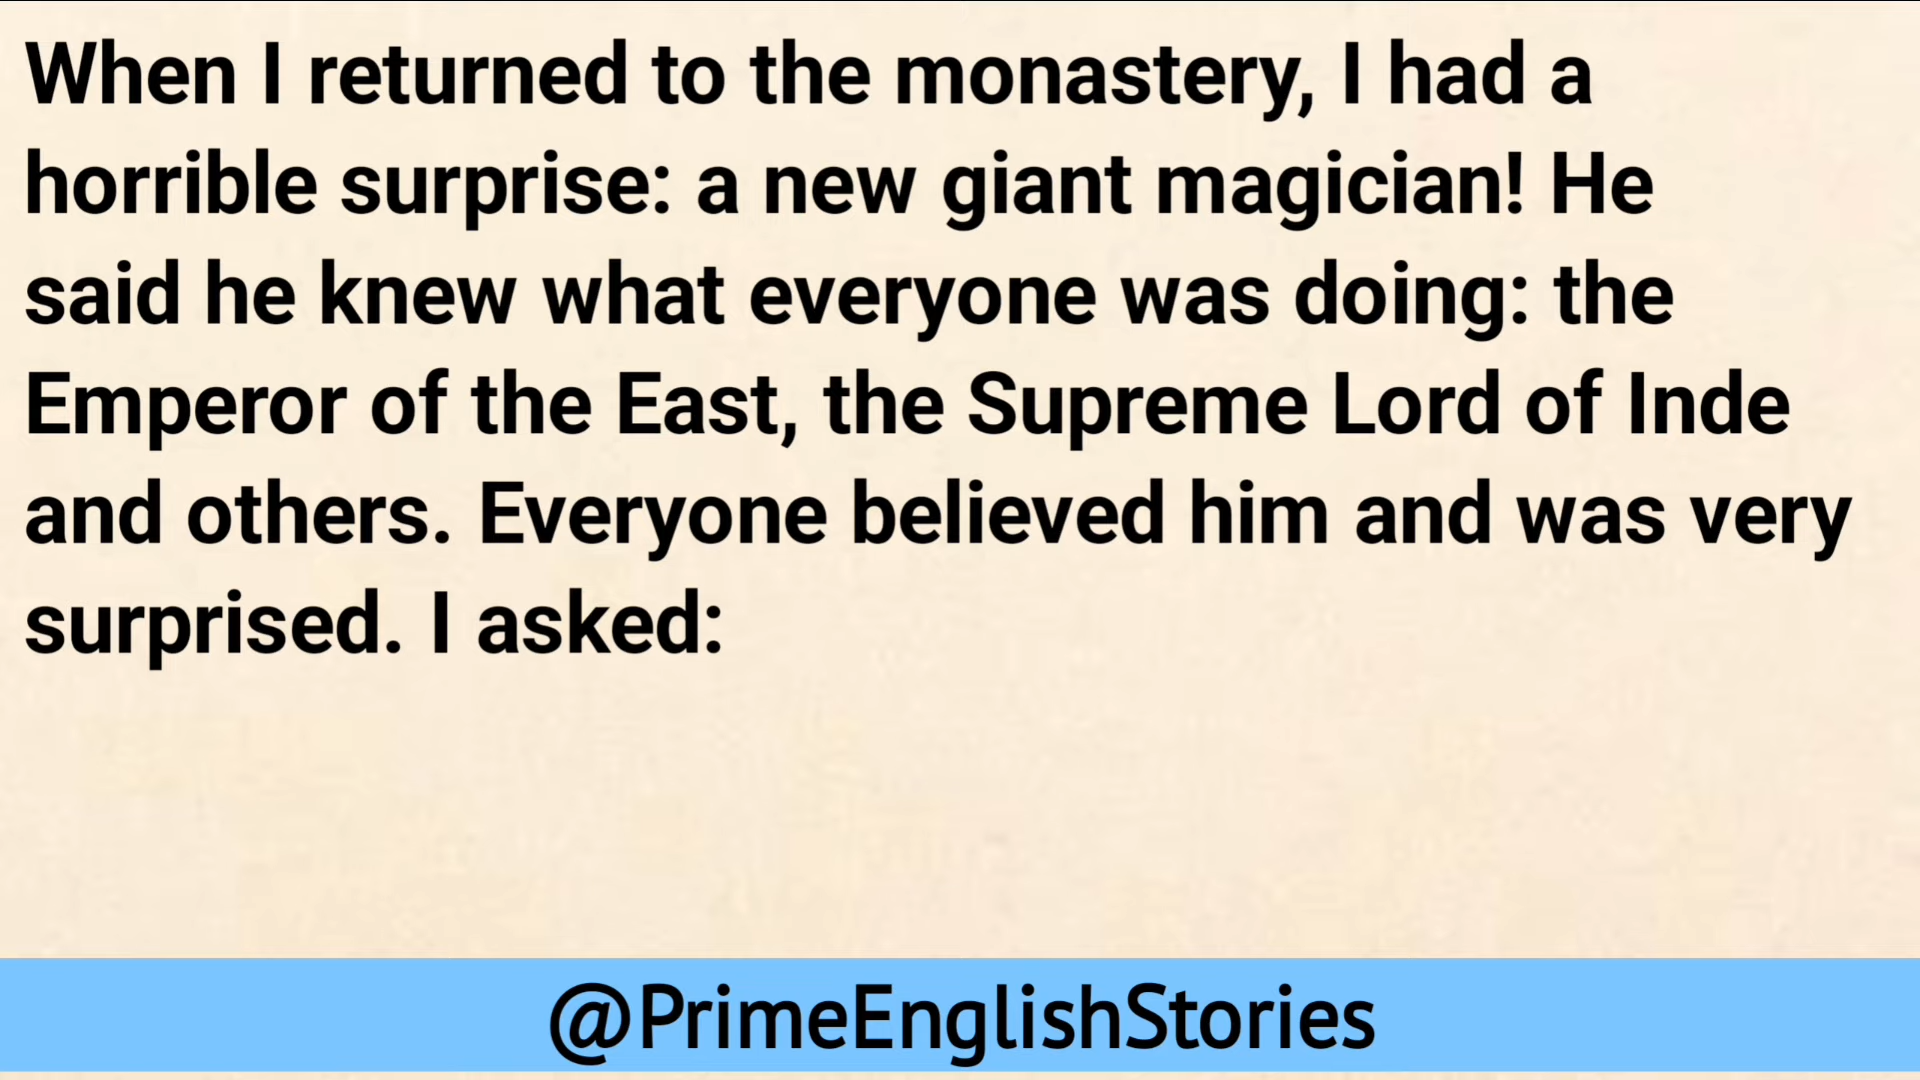 When I returned to the monastery, I had a
horrible surprise: a new giant magician! He
said he knew what everyone was doing: the
Emperor of the East, the Supreme Lord of Inde
and others. Everyone believed him and was very
surprised. I asked:
@PrimeEnglishStories